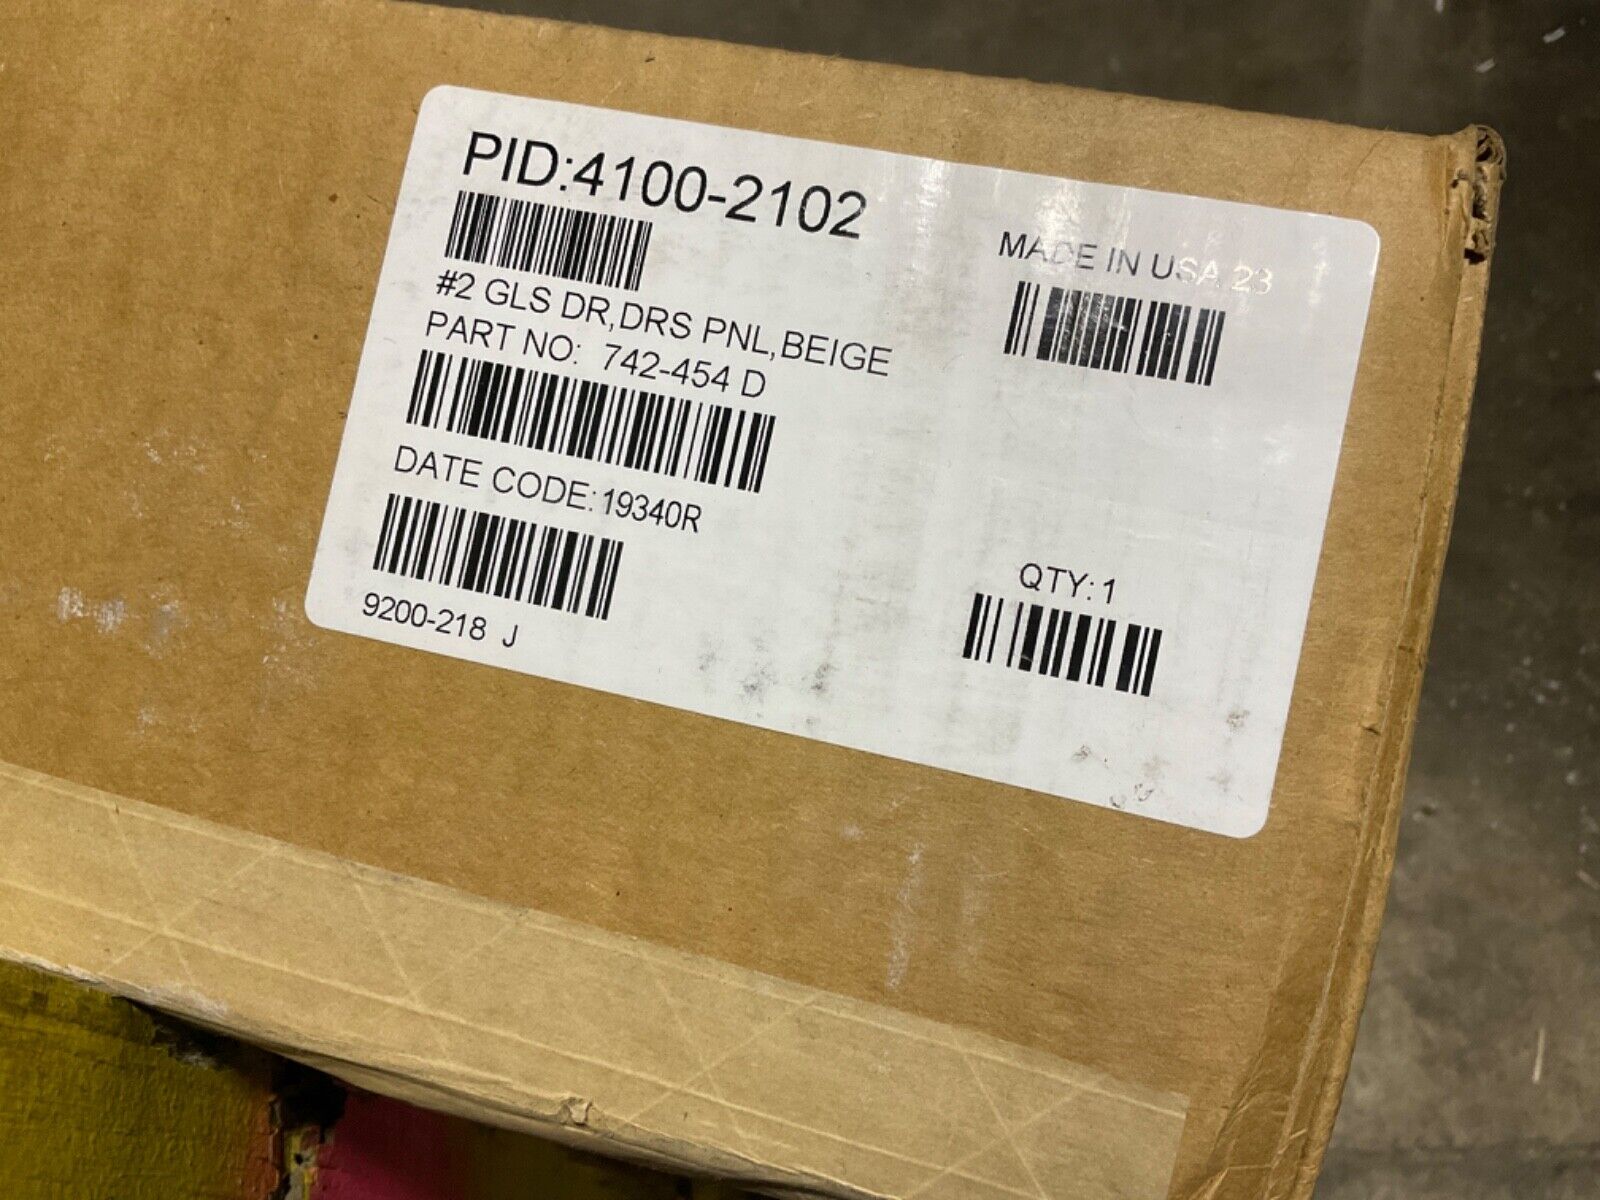 PID:4100-2102
MADE IN USA 23
#2 GLS DR,DRS PNL,BEIGE
PART NO: 742-454 D
DATE CODE:19340R
QTY:1
9200-218 J